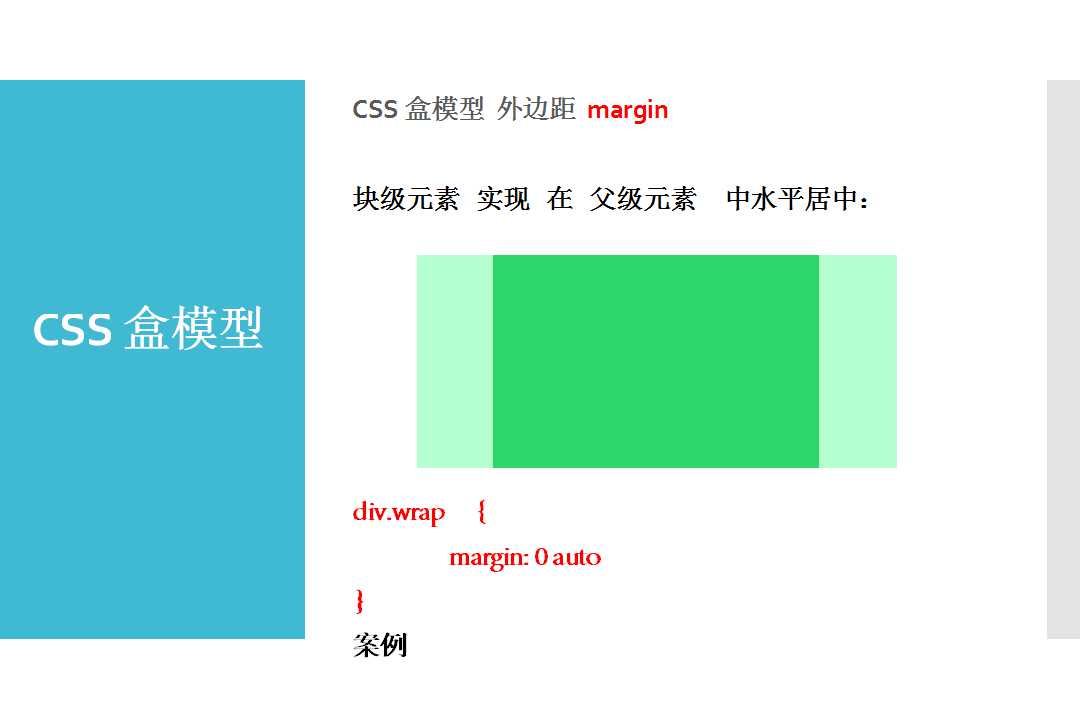 CSS 盒模型
CSS 盒模型 外边距 margin
块级元素 实现 在 父级元素 中水平居中：
div.wrap {
margin: 0 auto
}
案例